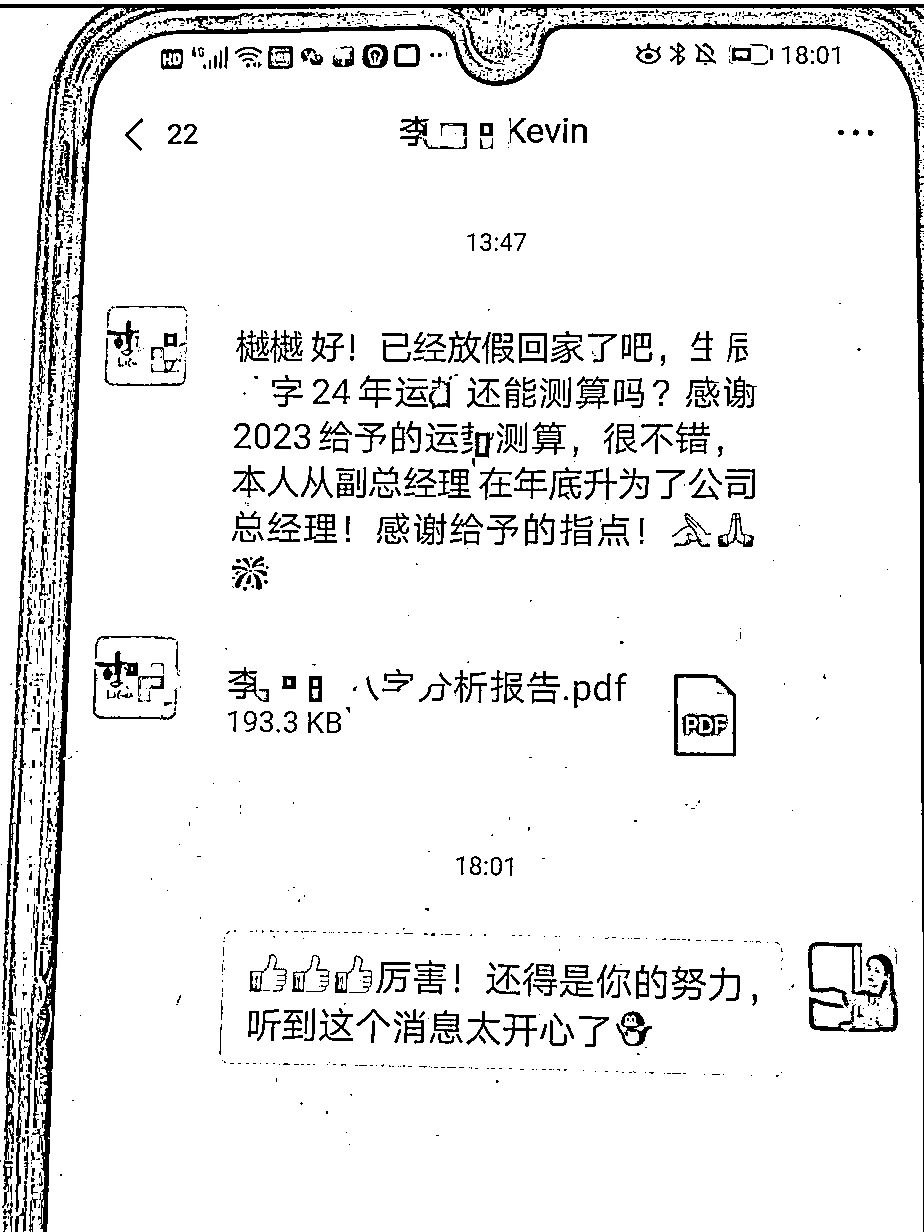 HD 4G 18:01
22 李 Kevin
13:47
樾樾好！已经放假回家了吧，生辰
字24年运 还能测算吗？感谢
2023给予的运 测算，很不错，
本人从副总经理在年底升为了公司
总经理！感谢给予的指点！🙏🙏
🎆
李 八字分析报告.pdf
193.3 KB
PDF
18:01
👍👍👍厉害！还得是你的努力，
听到这个消息太开心了